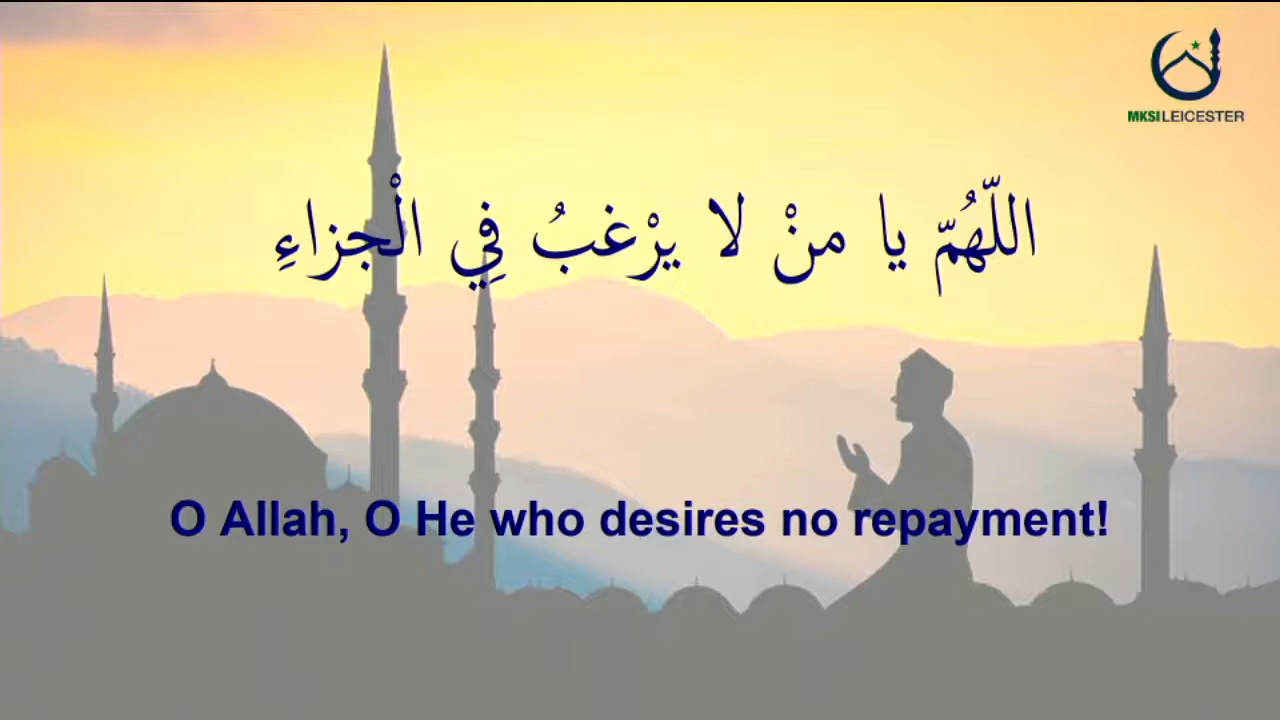 MKSI LEICESTER
اللّهُمّ يا منْ لا يرْغبُ فِي الْجزاءِ
O Allah, O He who desires no repayment!